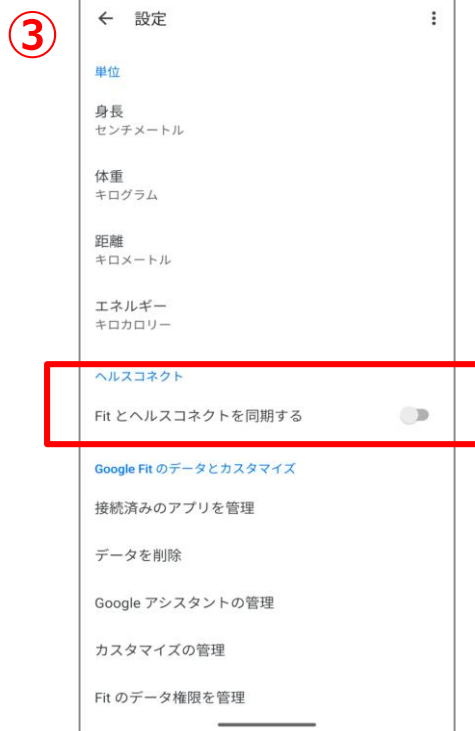 ③
← 設定
単位
身長
センチメートル
体重
キログラム
距離
キロメートル
エネルギー
キロカロリー
ヘルスコネクト
Fit とヘルスコネクトを同期する
Google Fit のデータとカスタマイズ
接続済みのアプリを管理
データを削除
Google アシスタントの管理
カスタマイズの管理
Fit のデータ権限を管理